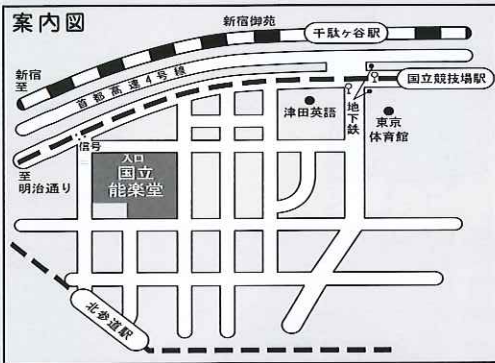 案内図
新宿御苑
千駄ヶ谷駅
新宿
至
首都高速4号線
国立競技場駅
津田英語
地下鉄
東京
体育館
信号
至
明治通り
入口
国立
能楽堂
北参道駅